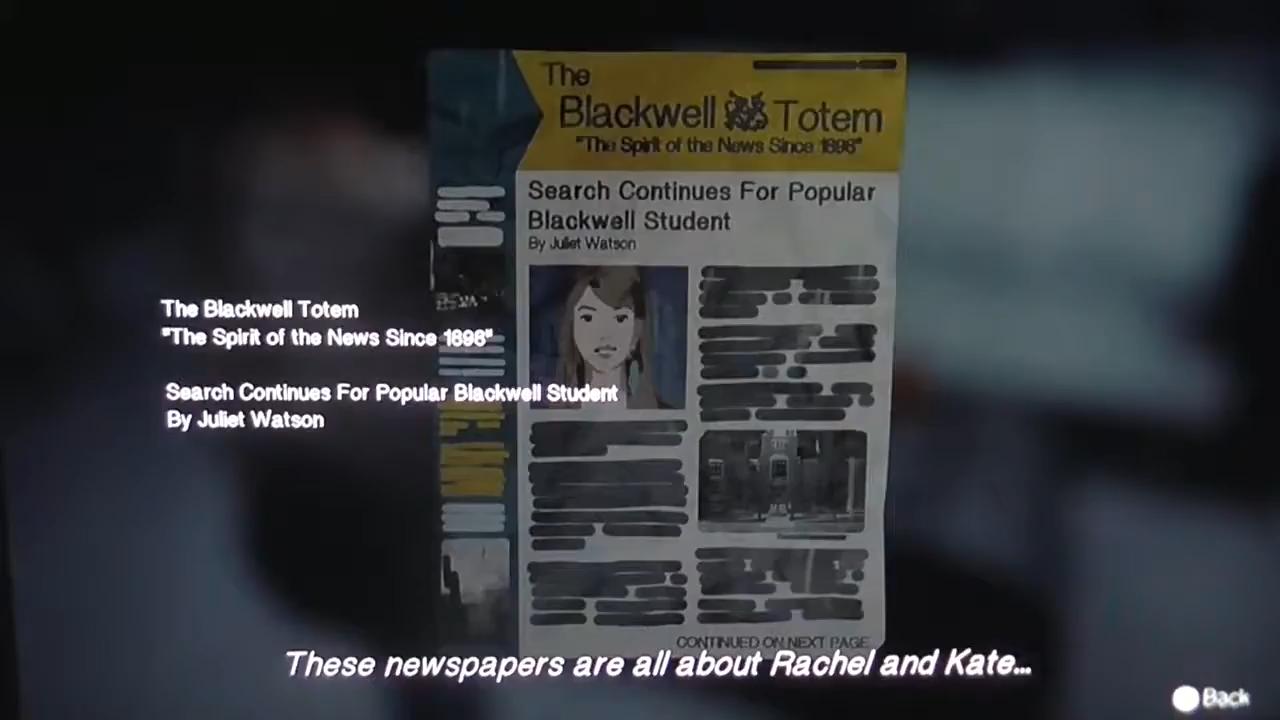 The
Blackwell Totem
"The Spirit of the News Since 1898"
Search Continues For Popular
Blackwell Student
By Juliet Watson
The Blackwell Totem
"The Spirit of the News Since 1898"
Search Continues For Popular Blackwell Student
By Juliet Watson
CONTINUED ON NEXT PAGE
These newspapers are all about Rachel and Kate...
Back